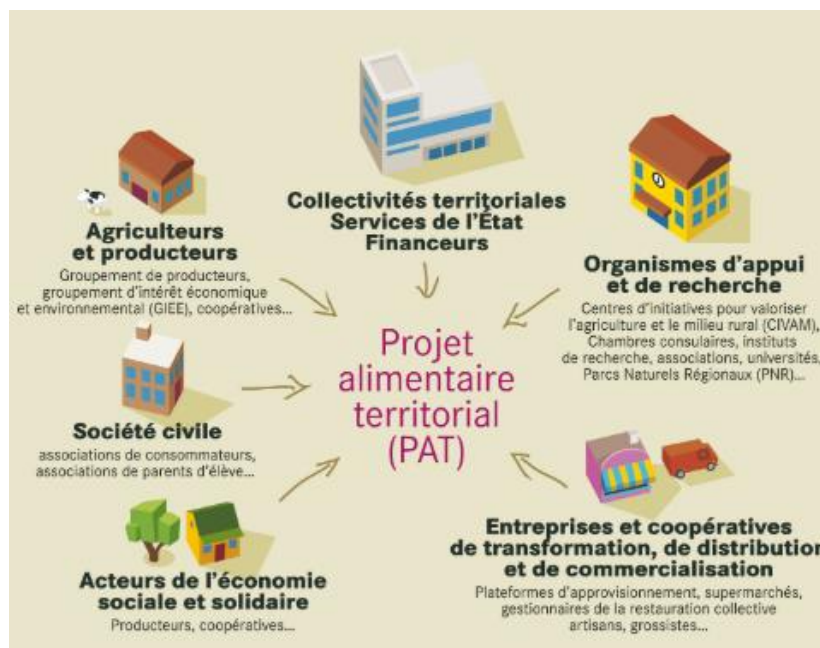 Collectivités territoriales
Services de l'État
Financeurs
Agriculteurs
et producteurs
Groupement de producteurs,
groupement d'intérêt économique
et environnemental (GIEE), coopératives...
Organismes d'appui
et de recherche
Centres d'initiatives pour valoriser
l'agriculture et le milieu rural (CIVAM),
Chambres consulaires, instituts
de recherche, associations, universités,
Parcs Naturels Régionaux (PNR)...
Projet
alimentaire
territorial
(PAT)
Société civile
associations de consommateurs,
associations de parents d'élève...
Acteurs de l'économie
sociale et solidaire
Producteurs, coopératives...
Entreprises et coopératives
de transformation, de distribution
et de commercialisation
Plateformes d'approvisionnement, supermarchés,
gestionnaires de la restauration collective
artisans, grossistes...